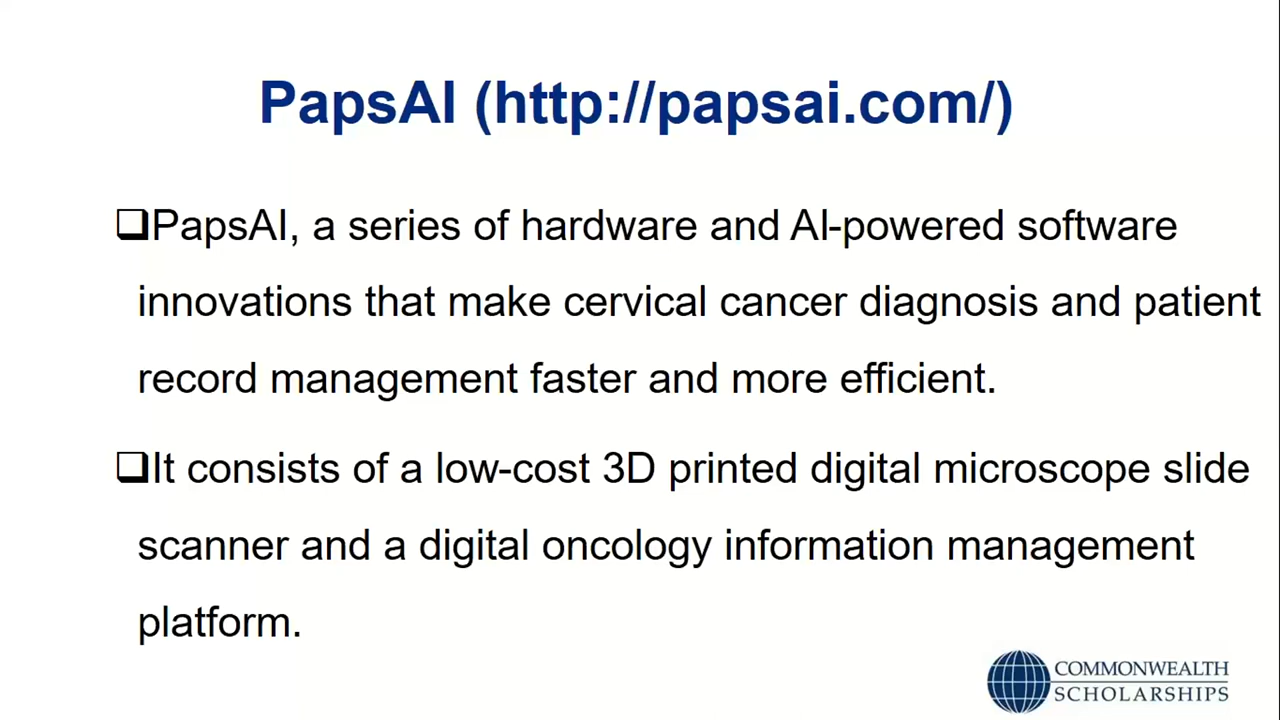 PapsAI (http://papsai.com/)
❑PapsAI, a series of hardware and AI-powered software
innovations that make cervical cancer diagnosis and patient
record management faster and more efficient.
❑It consists of a low-cost 3D printed digital microscope slide
scanner and a digital oncology information management
platform.
COMMONWEALTH
SCHOLARSHIPS